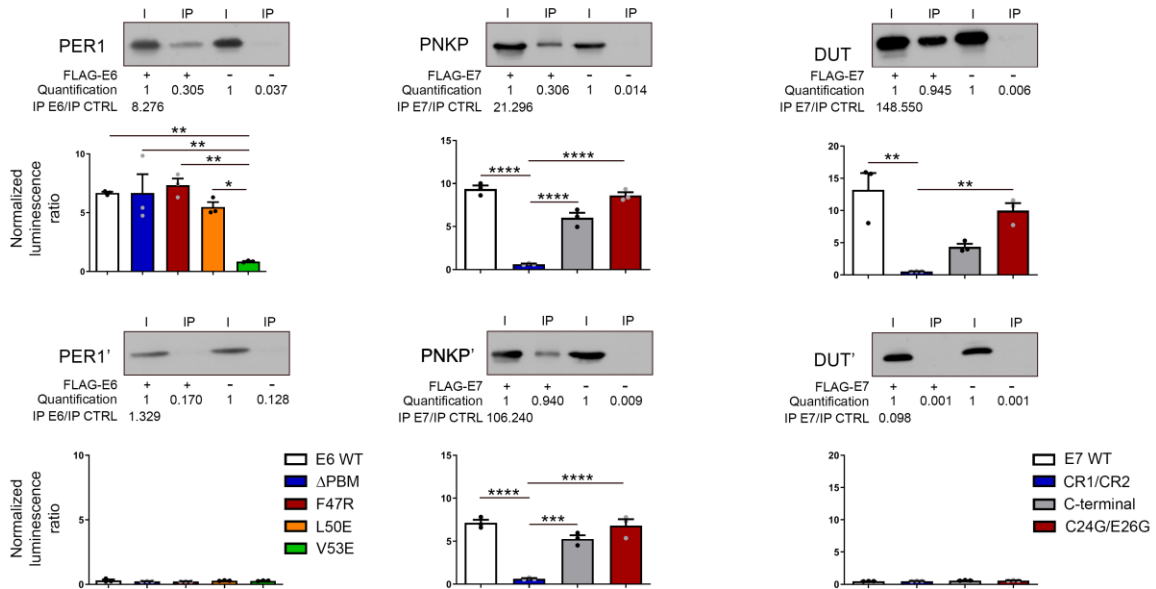 I IP I IP
PER1
FLAG-E6 + + - -
Quantification 1 0.305 1 0.037
IP E6/IP CTRL 8.276
I IP I IP
PNKP
FLAG-E7 + + - -
Quantification 1 0.306 1 0.014
IP E7/IP CTRL 21.296
I IP I IP
DUT
FLAG-E7 + + - -
Quantification 1 0.945 1 0.006
IP E7/IP CTRL 148.550
Normalized
luminescence
ratio
10
5
0
**
**
**
*
15
10
5
0
****
****
****
20
15
10
5
0
**
**
I IP I IP
PER1'
FLAG-E6 + + - -
Quantification 1 0.170 1 0.128
IP E6/IP CTRL 1.329
I IP I IP
PNKP'
FLAG-E7 + + - -
Quantification 1 0.940 1 0.009
IP E7/IP CTRL 106.240
I IP I IP
DUT'
FLAG-E7 + + - -
Quantification 1 0.001 1 0.001
IP E7/IP CTRL 0.098
Normalized
luminescence
ratio
10
5
0
E6 WT
ΔPBM
F47R
L50E
V53E
15
10
5
0
****
****
***
20
15
10
5
0
E7 WT
CR1/CR2
C-terminal
C24G/E26G